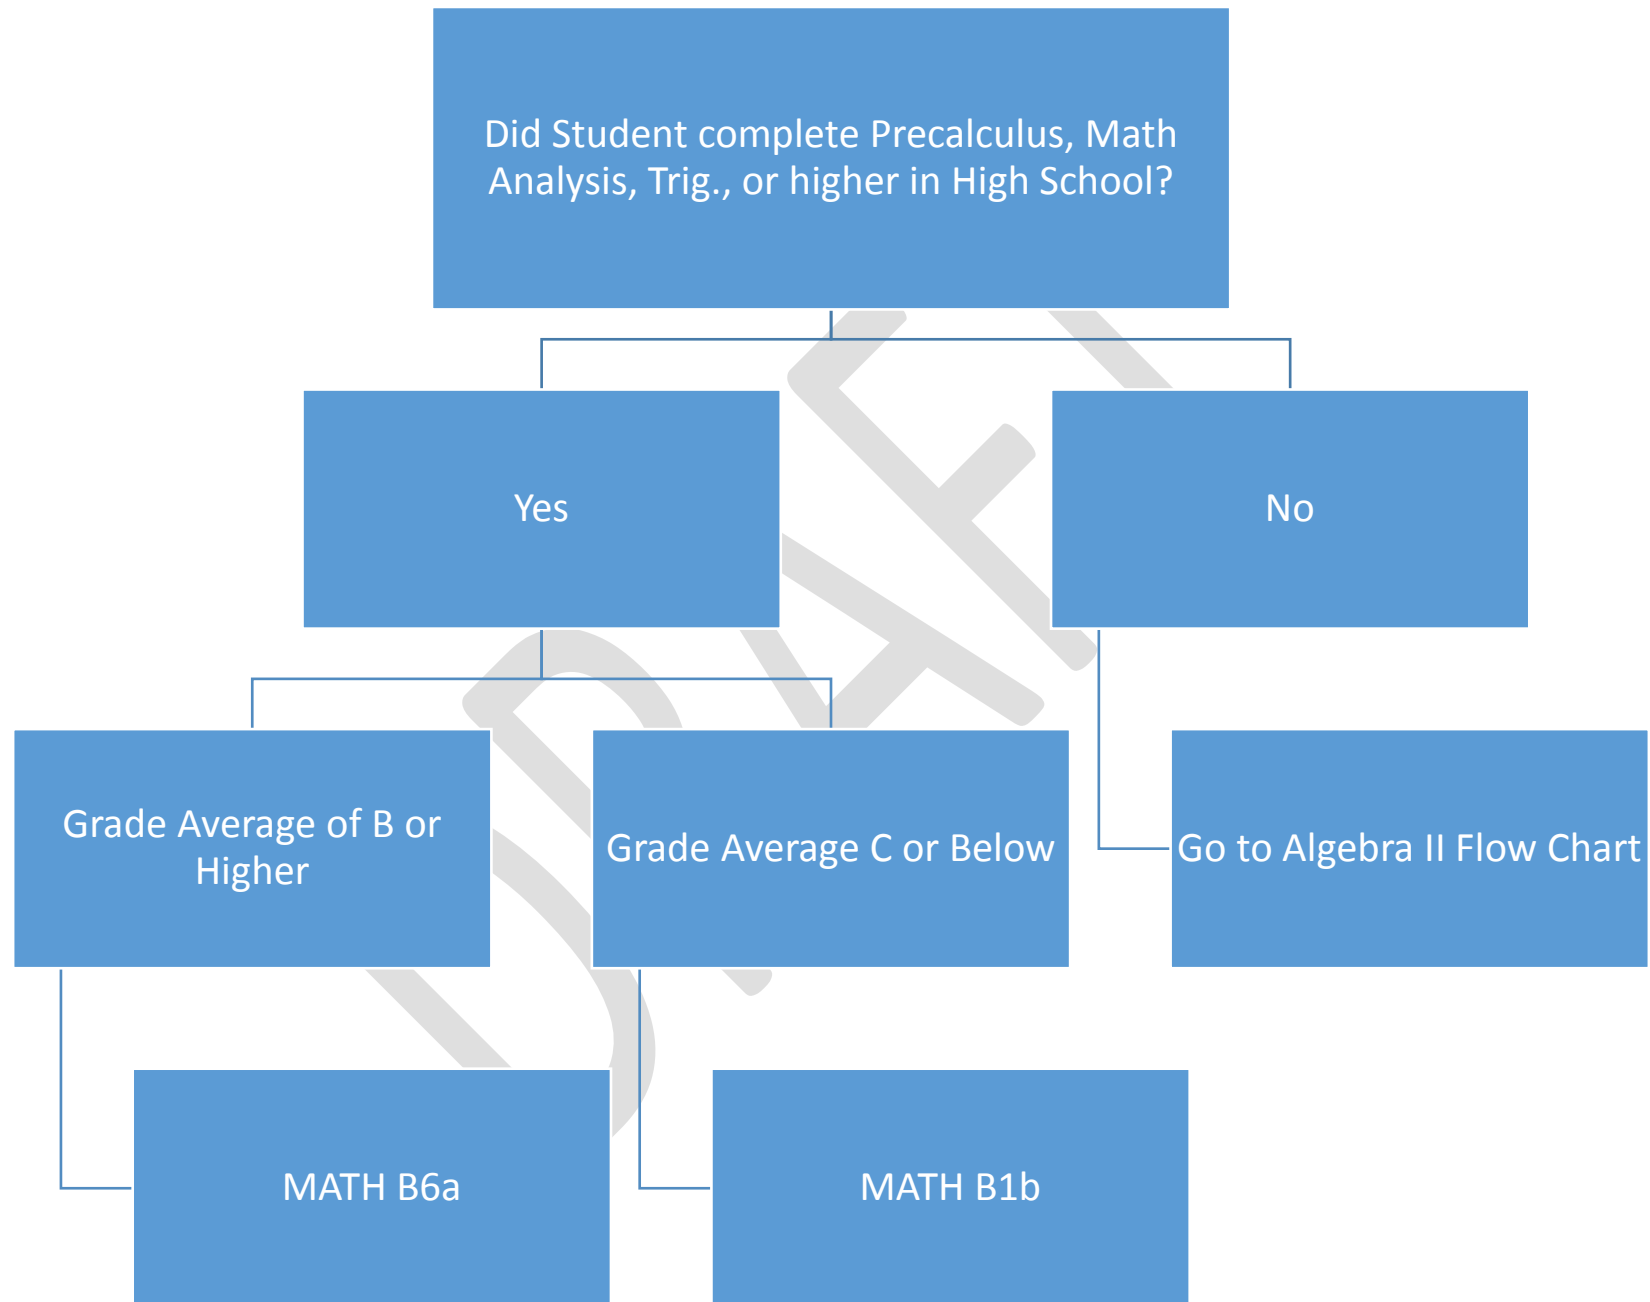 Did Student complete Precalculus, Math
Analysis, Trig., or higher in High School?
Yes
No
Grade Average of B or
Higher
Grade Average C or Below
Go to Algebra II Flow Chart
MATH B6a
MATH B1b
DRAFT